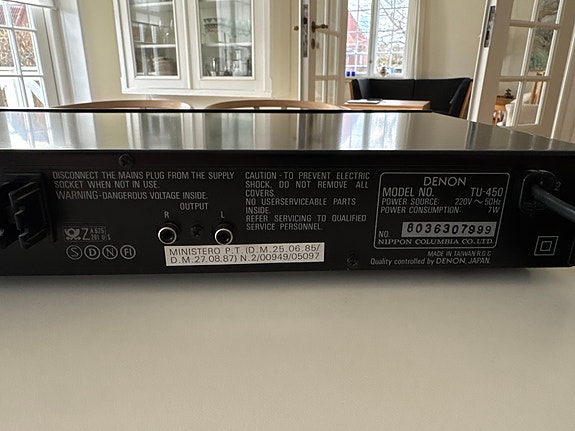 DISCONNECT THE MAINS PLUG FROM THE SUPPLY
SOCKET WHEN NOT IN USE.
WARNING-DANGEROUS VOLTAGE INSIDE.
OUTPUT
R L
S D N FI
CAUTION - TO PREVENT ELECTRIC
SHOCK, DO NOT REMOVE ALL
COVERS.
NO USERSERVICEABLE PARTS
INSIDE.
REFER SERVICING TO QUALIFIED
SERVICE PERSONNEL.
MINISTERO P.T. (D.M.25.06.85/
D.M.27.08.87) N.2/00949/05097
DENON
MODEL NO. TU-450
POWER SOURCE: 220V ~ 50Hz
POWER CONSUMPTION: 7W
NO. 8036307999
NIPPON COLUMBIA CO. LTD.
MADE IN TAIWAN R.O.C
Quality controlled by DENON, JAPAN.